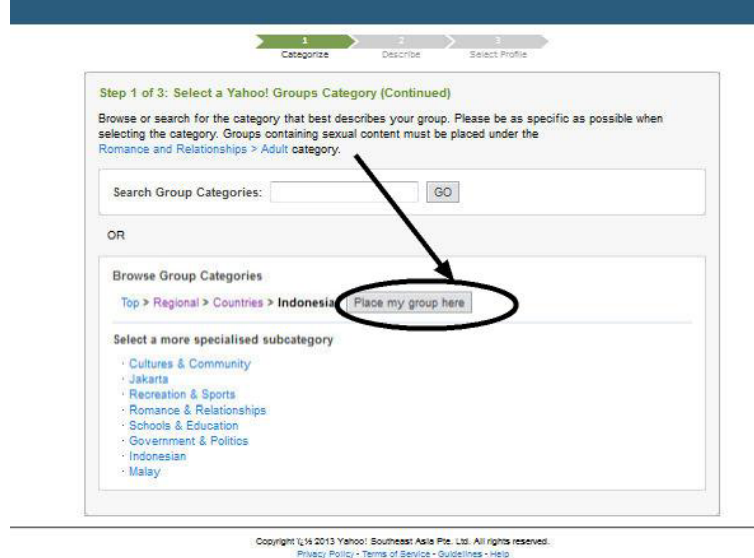 1 2 3
Categorize Describe Select Profile
Step 1 of 3: Select a Yahoo! Groups Category (Continued)
Browse or search for the category that best describes your group. Please be as specific as possible when
selecting the category. Groups containing sexual content must be placed under the
Romance and Relationships > Adult category.
Search Group Categories: GO
OR
Browse Group Categories
Top > Regional > Countries > Indonesia Place my group here
Select a more specialised subcategory
· Cultures & Community
· Jakarta
· Recreation & Sports
· Romance & Relationships
· Schools & Education
· Government & Politics
· Indonesian
· Malay
Copyright ï¿½ 2013 Yahoo! Southeast Asia Pte. Ltd. All rights reserved.
Privacy Policy - Terms of Service - Guidelines - Help